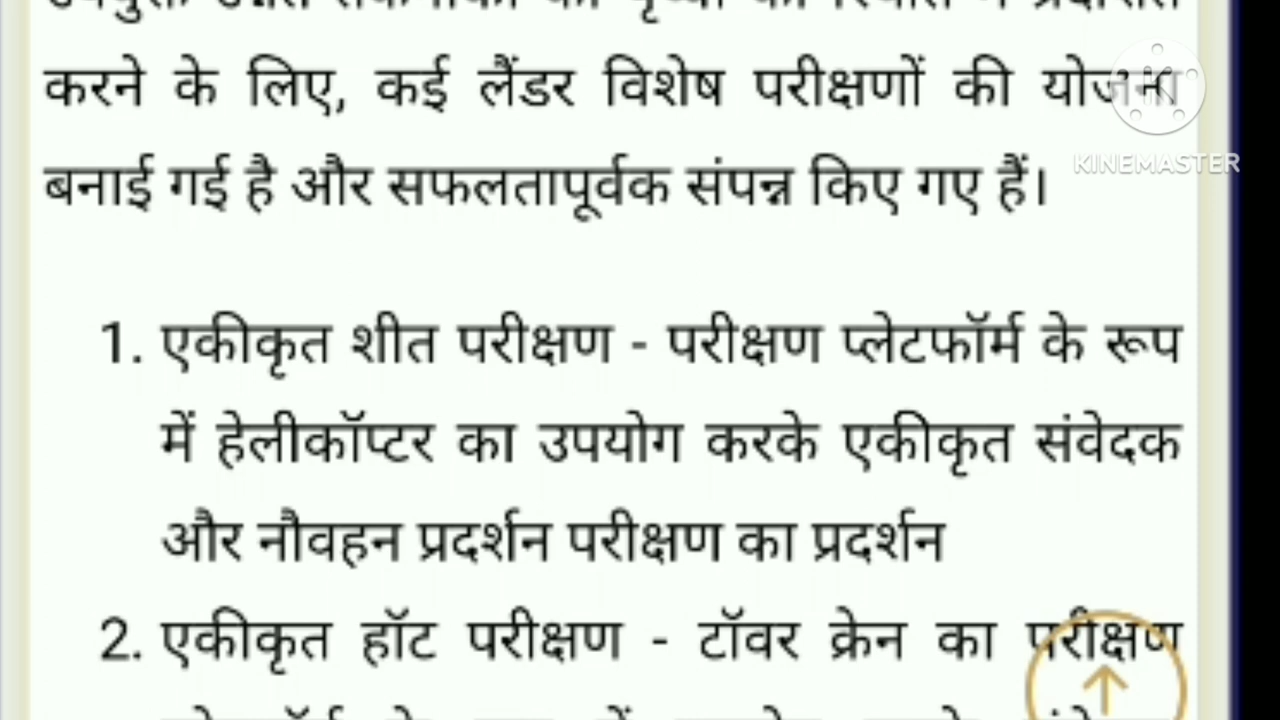 करने के लिए, कई लैंडर विशेष परीक्षणों की योजना
KINEMASTER
बनाई गई है और सफलतापूर्वक संपन्न किए गए हैं।
1. एकीकृत शीत परीक्षण - परीक्षण प्लेटफॉर्म के रूप
में हेलीकॉप्टर का उपयोग करके एकीकृत संवेदक
और नौवहन प्रदर्शन परीक्षण का प्रदर्शन
2. एकीकृत हॉट परीक्षण - टॉवर क्रेन का परीक्षण